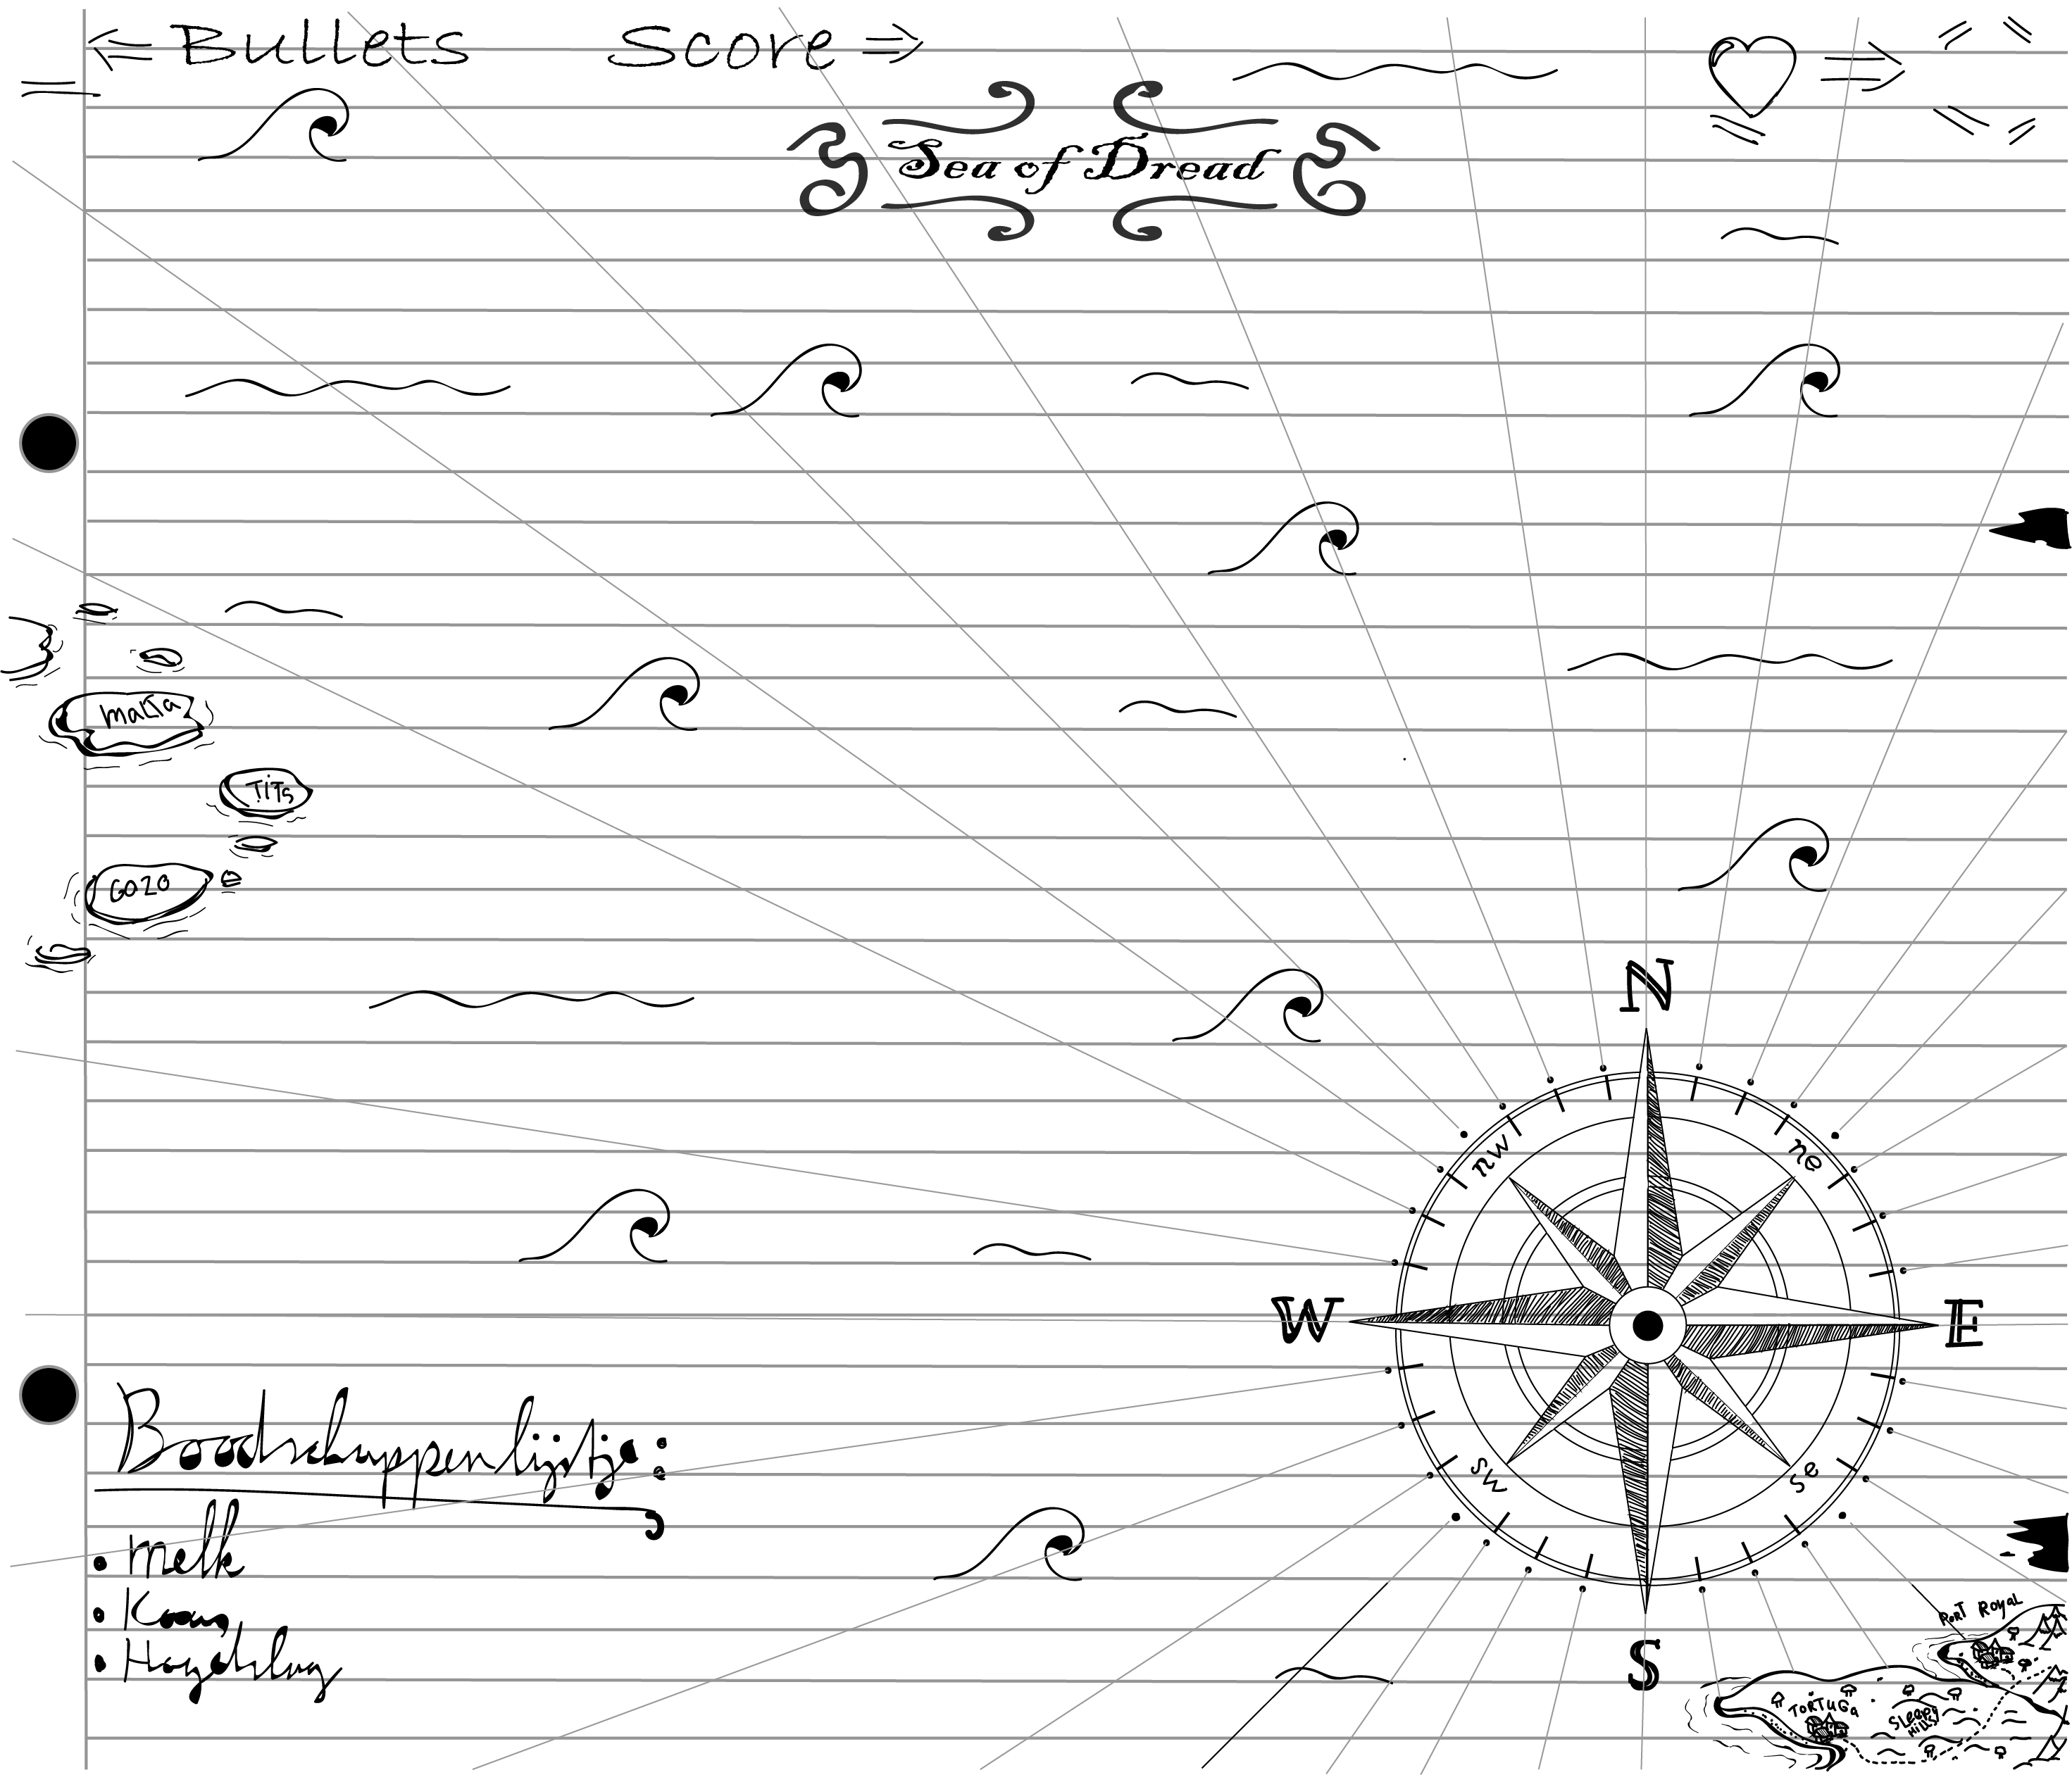 Bullets Score
Sea of Dread
Malta
TITS
GOZO
N
nw ne
W E
sw se
S
Boodschappenlijstje:
• melk
• Kaas
• Hagelslag
PORT ROYAL
TORTUGA
SLEEPY
HILLS